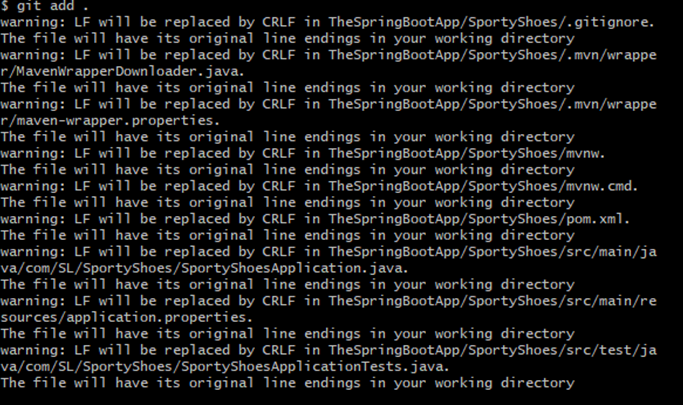 $ git add .
warning: LF will be replaced by CRLF in TheSpringBootApp/SportyShoes/.gitignore.
The file will have its original line endings in your working directory
warning: LF will be replaced by CRLF in TheSpringBootApp/SportyShoes/.mvn/wrappe
r/MavenWrapperDownloader.java.
The file will have its original line endings in your working directory
warning: LF will be replaced by CRLF in TheSpringBootApp/SportyShoes/.mvn/wrappe
r/maven-wrapper.properties.
The file will have its original line endings in your working directory
warning: LF will be replaced by CRLF in TheSpringBootApp/SportyShoes/mvnw.
The file will have its original line endings in your working directory
warning: LF will be replaced by CRLF in TheSpringBootApp/SportyShoes/mvnw.cmd.
The file will have its original line endings in your working directory
warning: LF will be replaced by CRLF in TheSpringBootApp/SportyShoes/pom.xml.
The file will have its original line endings in your working directory
warning: LF will be replaced by CRLF in TheSpringBootApp/SportyShoes/src/main/ja
va/com/SL/SportyShoes/SportyShoesApplication.java.
The file will have its original line endings in your working directory
warning: LF will be replaced by CRLF in TheSpringBootApp/SportyShoes/src/main/re
sources/application.properties.
The file will have its original line endings in your working directory
warning: LF will be replaced by CRLF in TheSpringBootApp/SportyShoes/src/test/ja
va/com/SL/SportyShoes/SportyShoesApplicationTests.java.
The file will have its original line endings in your working directory